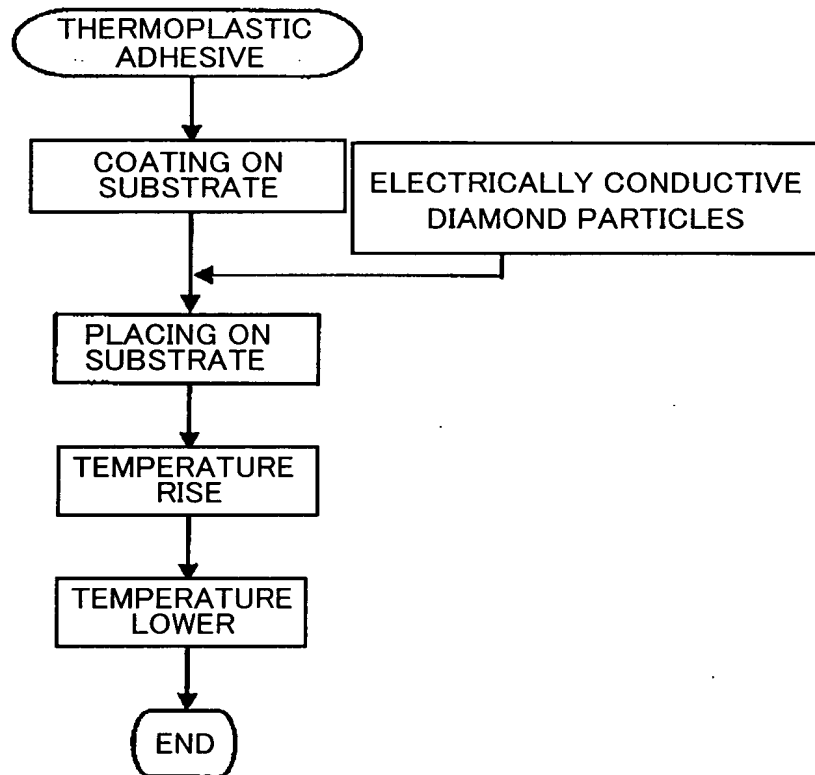 THERMOPLASTIC
ADHESIVE
COATING ON
SUBSTRATE
ELECTRICALLY CONDUCTIVE
DIAMOND PARTICLES
PLACING ON
SUBSTRATE
TEMPERATURE
RISE
TEMPERATURE
LOWER
END